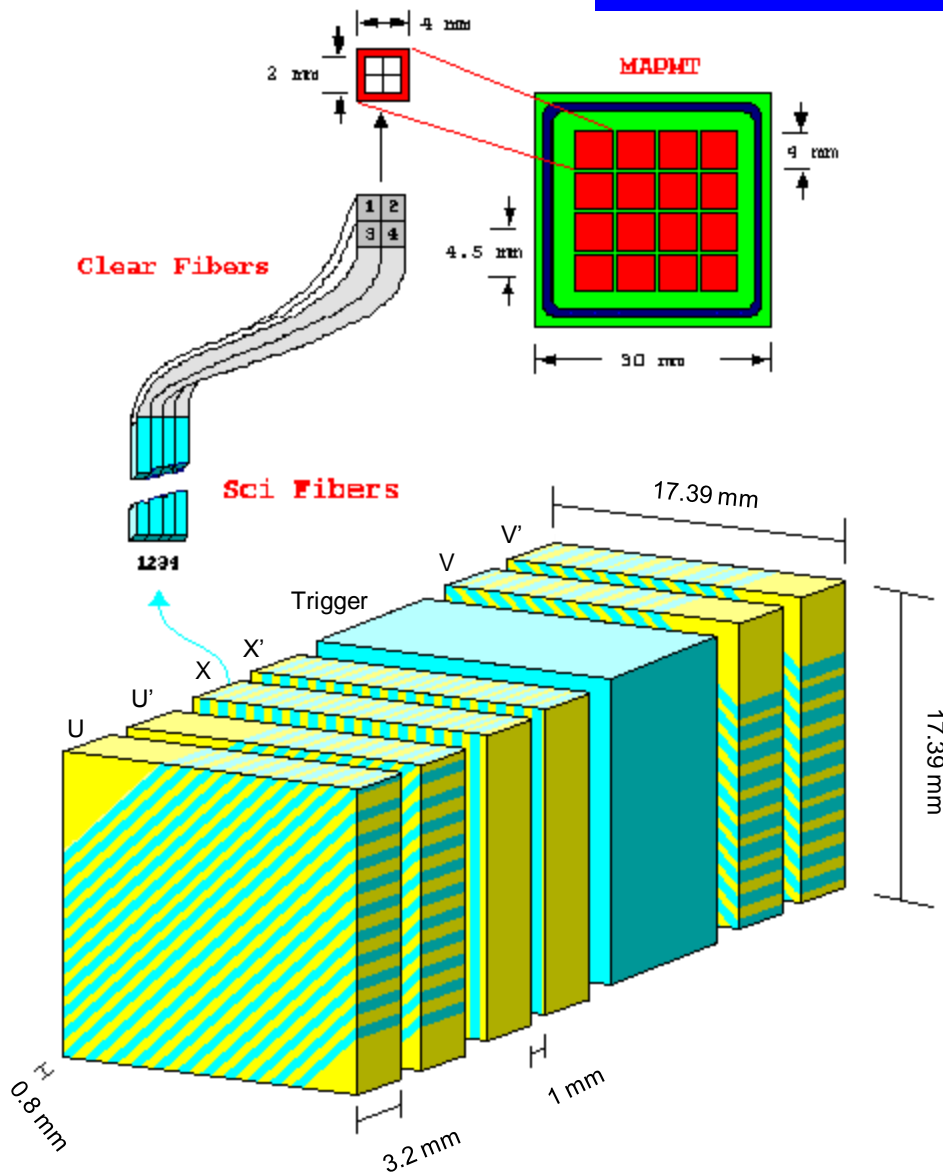 4 mm
2 mm
MAPMT
4 mm
1 2
3 4
4.5 mm
Clear Fibers
30 mm
Sci Fibers
1234
17.39 mm
V'
V
Trigger
X'
X
U'
U
17.39 mm
0.8 mm
1 mm
3.2 mm